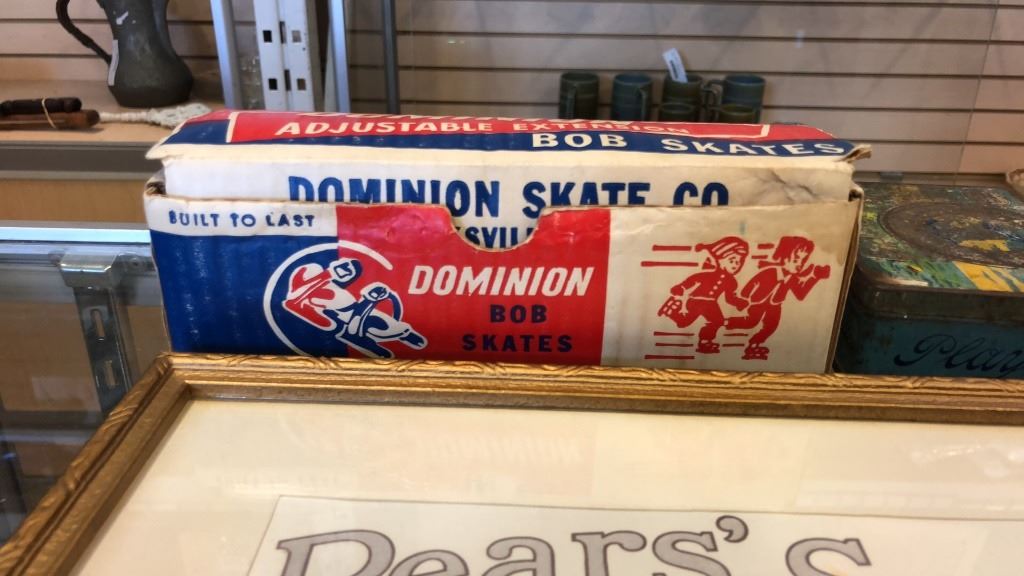 ADJUSTABLE EXTENSION
BOB SKATES
DOMINION SKATE CO
BUILT TO LAST
DOMINION
BOB
SKATES
Pears's